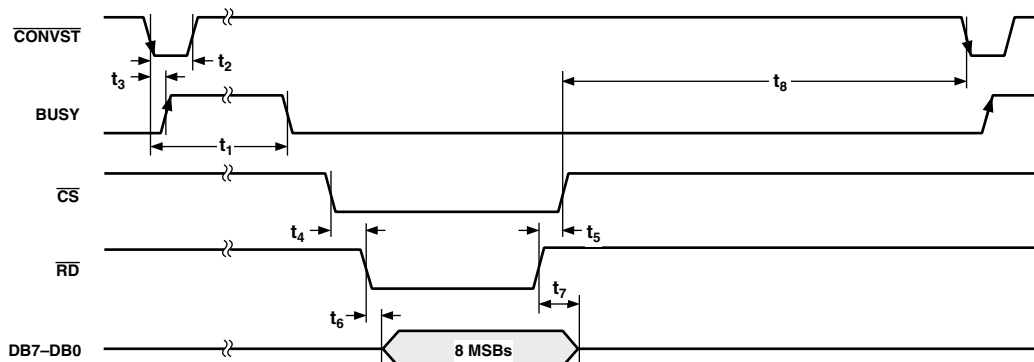 CONVST
t2
t3
t8
BUSY
t1
CS
t4
t5
RD
t7
t6
DB7–DB0
8 MSBs